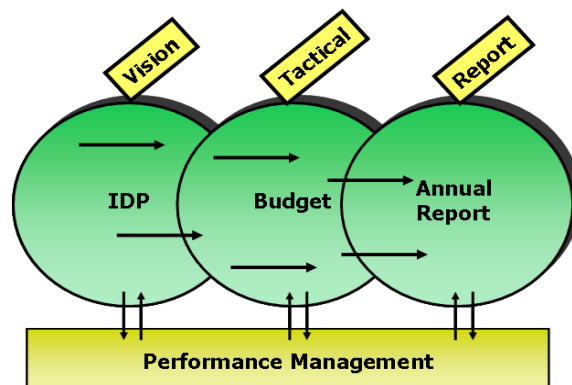 Vision
Tactical
Report
IDP
Budget
Annual
Report
Performance Management